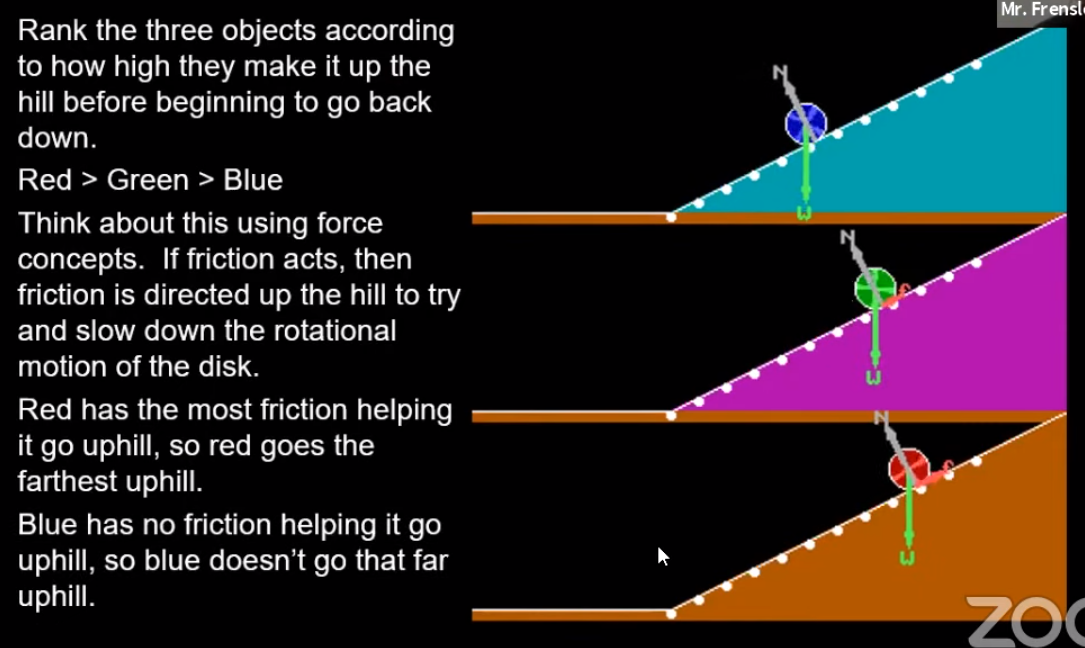 Mr. Frensl
Rank the three objects according
to how high they make it up the
hill before beginning to go back
down.
Red > Green > Blue
Think about this using force
concepts. If friction acts, then
friction is directed up the hill to try
and slow down the rotational
motion of the disk.
Red has the most friction helping
it go uphill, so red goes the
farthest uphill.
Blue has no friction helping it go
uphill, so blue doesn't go that far
uphill.
N
W
N
f
W
N
f
W
ZOO